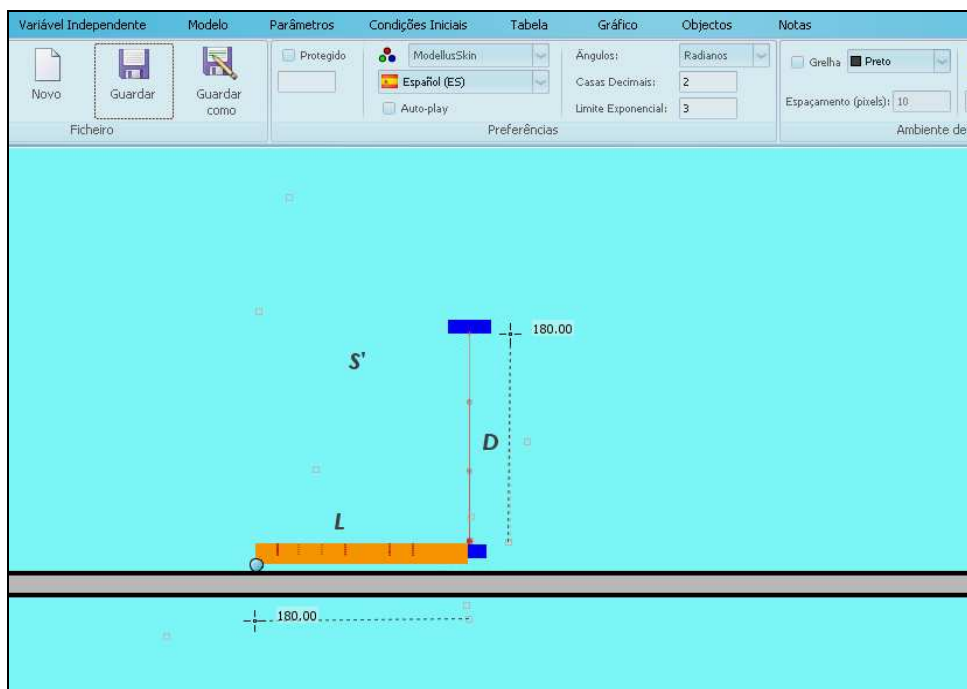 Variável Independente Modelo Parâmetros Condições Iniciais Tabela Gráfico Objectos Notas
Protegido ModellusSkin Ângulos: Radianos Grelha Preto
Español (ES) Casas Decimais: 2
Novo Guardar Guardar como Auto-play Limite Exponencial: 3 Espaçamento (pixels): 10
Ficheiro Preferências Ambiente de
180.00
S'
D
L
180.00